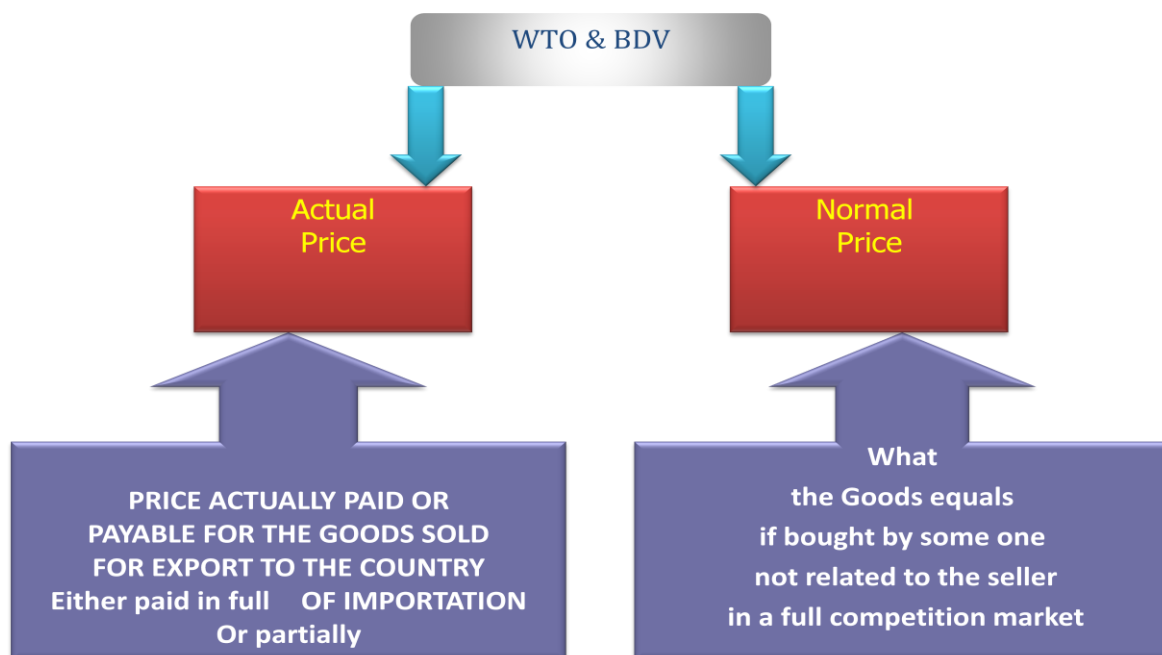 WTO & BDV
Actual
Price
Normal
Price
PRICE ACTUALLY PAID OR
PAYABLE FOR THE GOODS SOLD
FOR EXPORT TO THE COUNTRY
Either paid in full OF IMPORTATION
Or partially
What
the Goods equals
if bought by some one
not related to the seller
in a full competition market